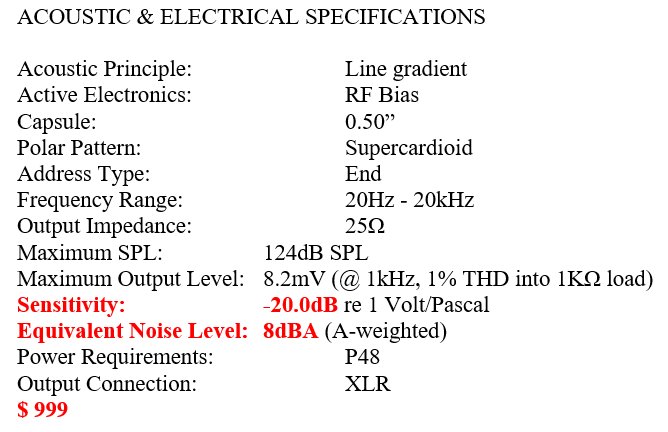 ACOUSTIC & ELECTRICAL SPECIFICATIONS
Acoustic Principle: Line gradient
Active Electronics: RF Bias
Capsule: 0.50”
Polar Pattern: Supercardioid
Address Type: End
Frequency Range: 20Hz - 20kHz
Output Impedance: 25Ω
Maximum SPL: 124dB SPL
Maximum Output Level: 8.2mV (@ 1kHz, 1% THD into 1KΩ load)
Sensitivity: -20.0dB re 1 Volt/Pascal
Equivalent Noise Level: 8dBA (A-weighted)
Power Requirements: P48
Output Connection: XLR
$ 999